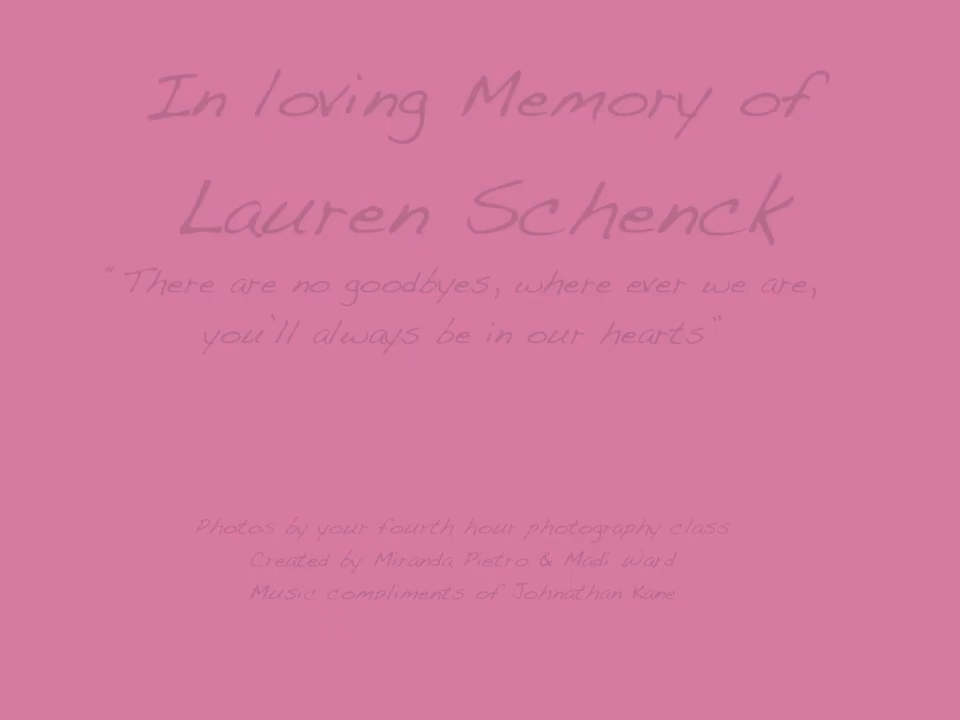 In loving Memory of
Lauren Schenck
"There are no goodbyes, where ever we are,
you'll always be in our hearts"
Photos by your fourth hour photography class
Created by Miranda Pietro & Madi Ward
Music compliments of Johnathan Kane